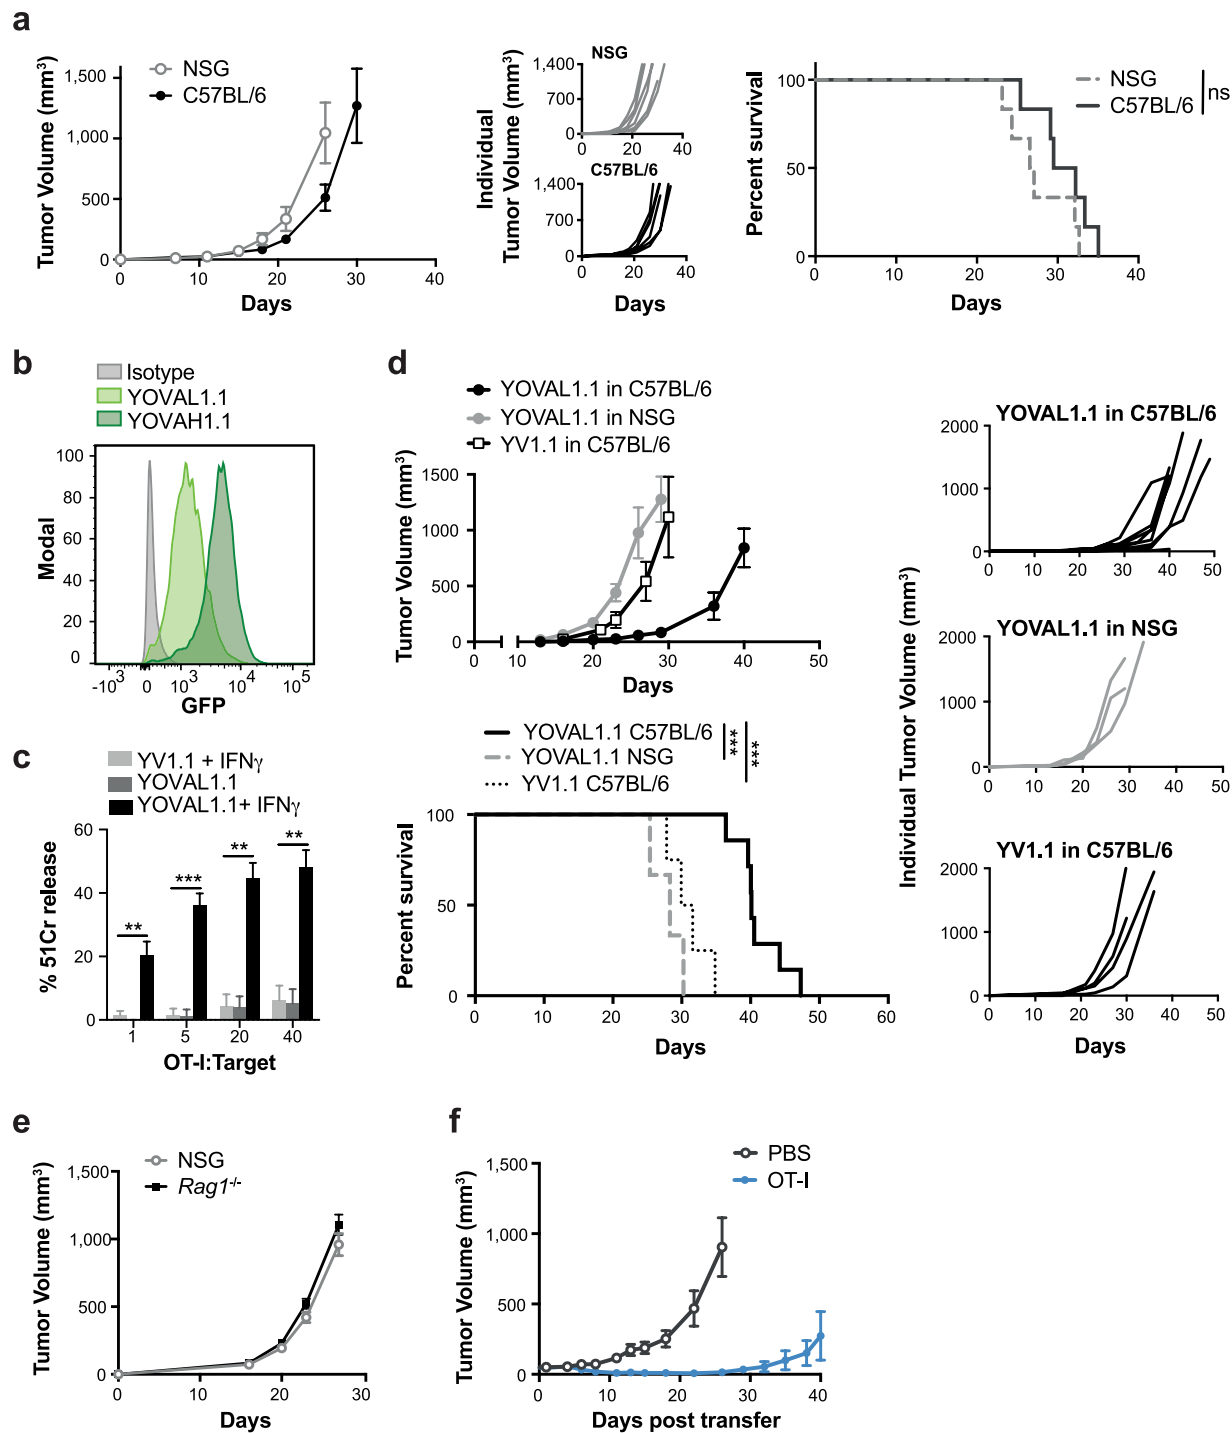 a
Tumor Volume (mm³)
1,500
1,000
500
0
0 10 20 30 40
Days
NSG
C57BL/6
Individual
Tumor Volume (mm³)
NSG
1,400
700
0
0 20 40
C57BL/6
1,400
700
0
0 20 40
Days
Percent survival
100
50
0
0 10 20 30 40
Days
NSG
C57BL/6
ns
b
Isotype
YOVAL1.1
YOVAH1.1
Modal
100
80
60
40
20
0
-10³ 0 10³ 10⁴ 10⁵
GFP
c
YV1.1 + IFNγ
YOVAL1.1
YOVAL1.1+ IFNγ
% 51Cr release
60
40
20
0
** *** ** **
1 5 20 40
OT-I:Target
d
YOVAL1.1 in C57BL/6
YOVAL1.1 in NSG
YV1.1 in C57BL/6
Tumor Volume (mm³)
1500
1000
500
0
0 10 20 30 40 50
Days
YOVAL1.1 C57BL/6
YOVAL1.1 NSG
YV1.1 C57BL/6
*** ***
Percent survival
100
50
0
0 10 20 30 40 50 60
Days
Individual Tumor Volume (mm³)
YOVAL1.1 in C57BL/6
2000
1000
0
0 10 20 30 40 50
YOVAL1.1 in NSG
2000
1000
0
0 10 20 30 40 50
YV1.1 in C57BL/6
2000
1000
0
0 10 20 30 40 50
Days
e
NSG
Rag1⁻/⁻
Tumor Volume (mm³)
1,500
1,000
500
0
0 10 20 30
Days
f
PBS
OT-I
Tumor Volume (mm³)
1,500
1,000
500
0
0 10 20 30 40
Days post transfer